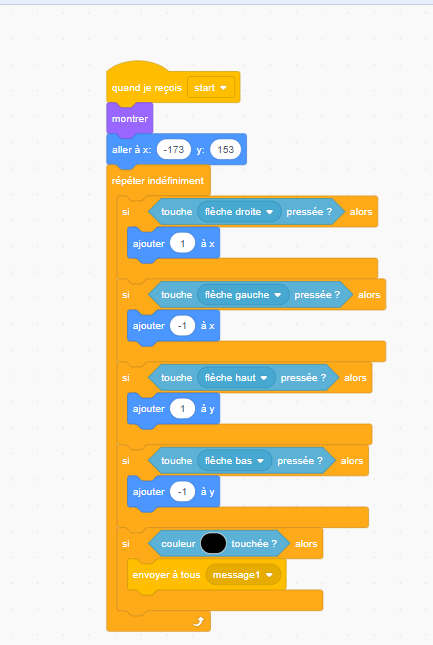 quand je reçois start
montrer
aller à x: -173 y: 153
répéter indéfiniment
si touche flèche droite pressée ? alors
ajouter 1 à x
si touche flèche gauche pressée ? alors
ajouter -1 à x
si touche flèche haut pressée ? alors
ajouter 1 à y
si touche flèche bas pressée ? alors
ajouter -1 à y
si couleur touchée ? alors
envoyer à tous message1